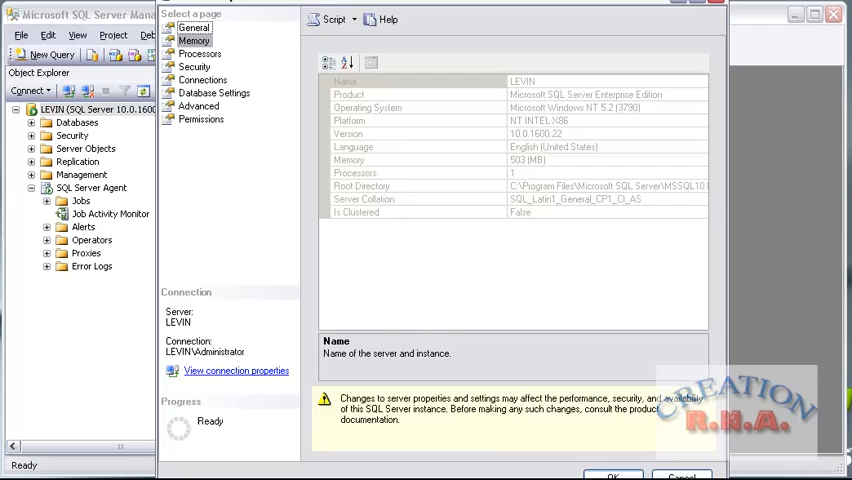 Microsoft SQL Server Mana
File
Edit
View
Project
Deb
New Query
Object Explorer
Connect
LEVIN (SQL Server 10.0.1600
Databases
Security
Server Objects
Replication
Management
SQL Server Agent
Jobs
Job Activity Monitor
Alerts
Operators
Proxies
Error Logs
Ready
Select a page
General
Memory
Processors
Security
Connections
Database Settings
Advanced
Permissions
Connection
Server:
LEVIN
Connection:
LEVIN\Administrator
View connection properties
Progress
Ready
Script
Help
Name LEVIN
Product Microsoft SQL Server Enterprise Edition
Operating System Microsoft Windows NT 5.2 (3790)
Platform NT INTEL X86
Version 10.0.1600.22
Language English (United States)
Memory 503 (MB)
Processors 1
Root Directory C:\Program Files\Microsoft SQL Server\MSSQL10.
Server Collation SQL_Latin1_General_CP1_CI_AS
Is Clustered False
Name
Name of the server and instance.
Changes to server properties and settings may affect the performance, security, and availability
of this SQL Server instance. Before making any such changes, consult the product
documentation.
OK
Cancel
CREATION
R.H.A.